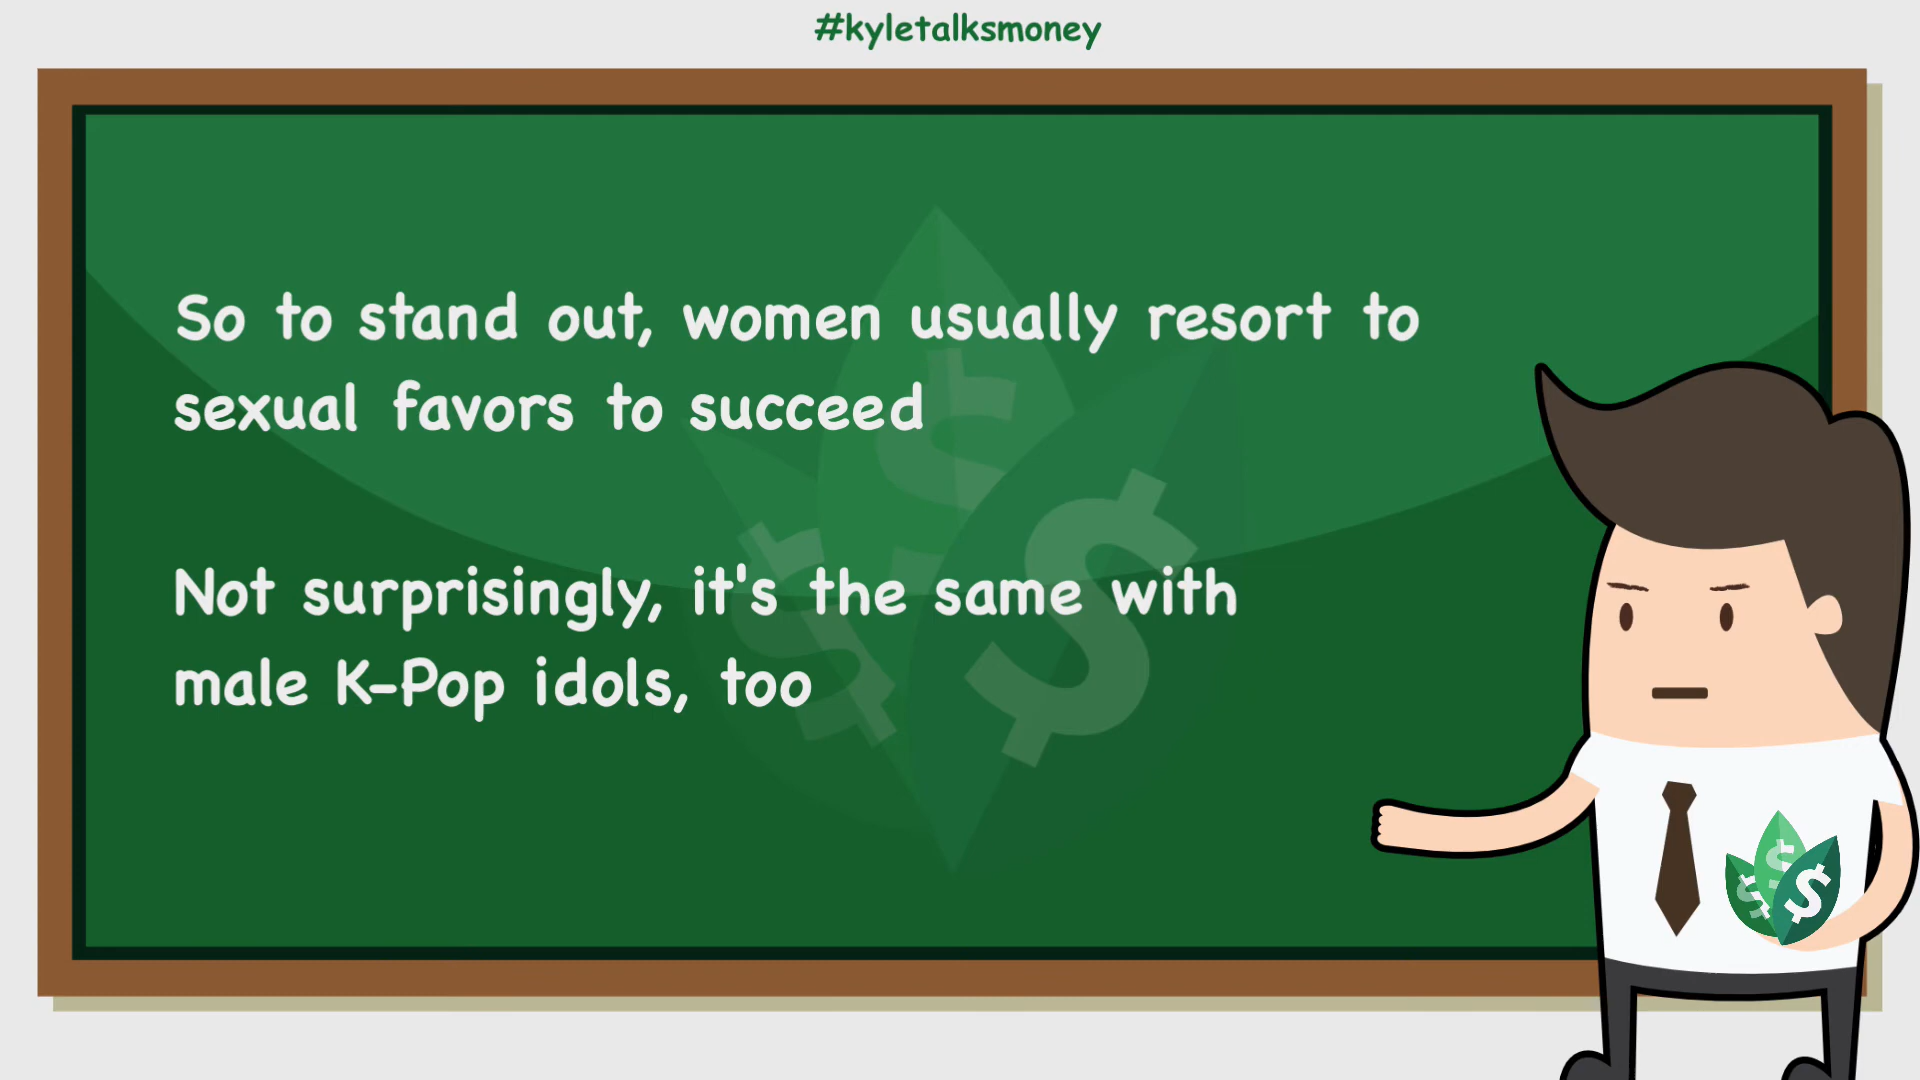 #kyletalksmoney
So to stand out, women usually resort to
sexual favors to succeed
Not surprisingly, it's the same with
male K-Pop idols, too
$
$
$
$
$
$